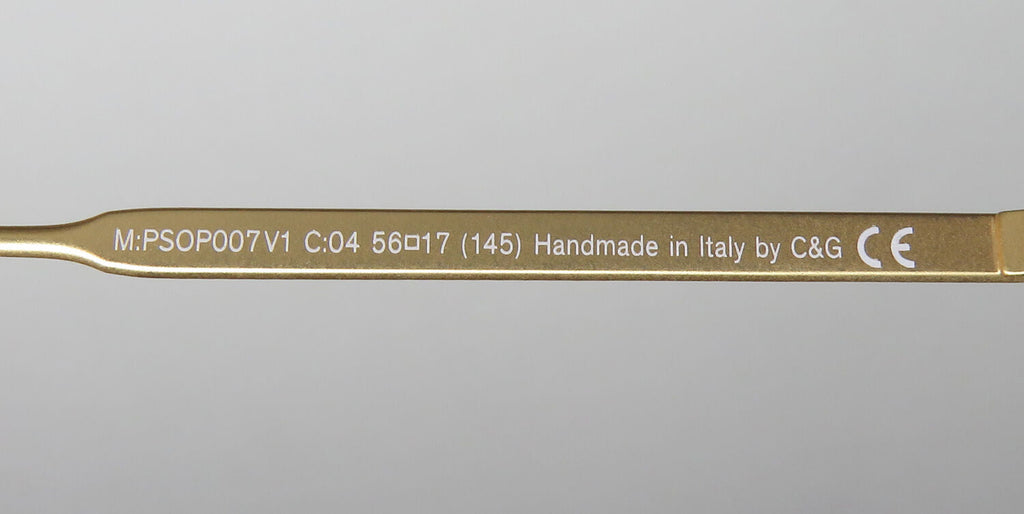 M:PSOP007V1 C:04 56□17 (145) Handmade in Italy by C&G CE